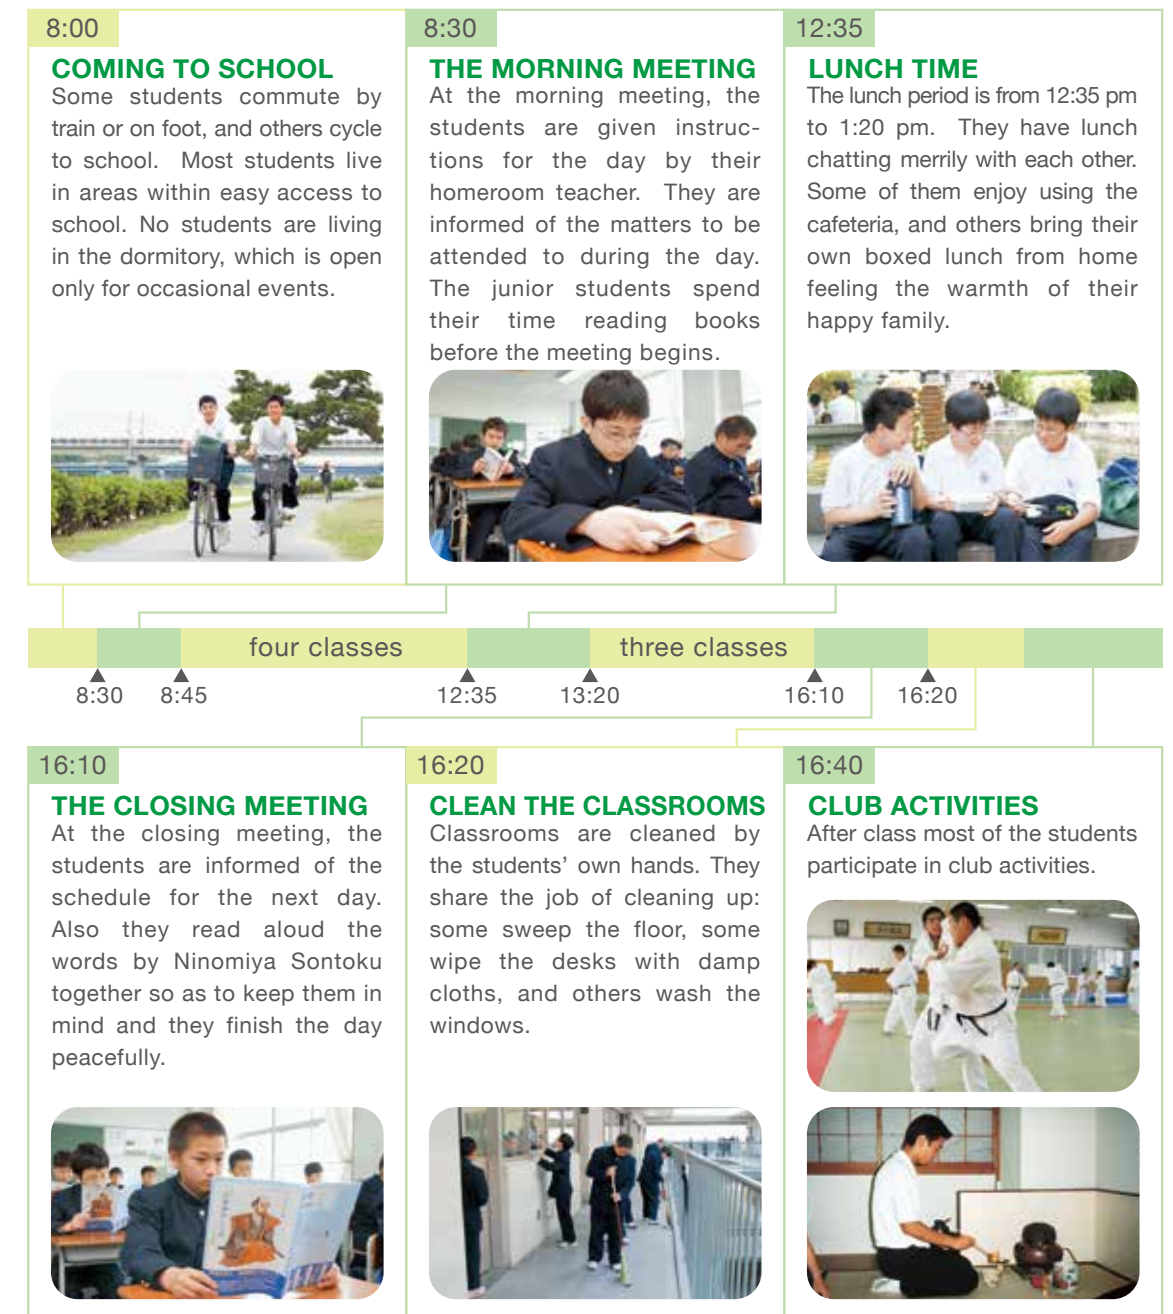 8:00
COMING TO SCHOOL
Some students commute by
train or on foot, and others cycle
to school. Most students live
in areas within easy access to
school. No students are living
in the dormitory, which is open
only for occasional events.
8:30
THE MORNING MEETING
At the morning meeting, the
students are given instruc-
tions for the day by their
homeroom teacher. They are
informed of the matters to be
attended to during the day.
The junior students spend
their time reading books
before the meeting begins.
12:35
LUNCH TIME
The lunch period is from 12:35 pm
to 1:20 pm. They have lunch
chatting merrily with each other.
Some of them enjoy using the
cafeteria, and others bring their
own boxed lunch from home
feeling the warmth of their
happy family.
four classes
three classes
8:30
8:45
12:35
13:20
16:10
16:20
16:10
THE CLOSING MEETING
At the closing meeting, the
students are informed of the
schedule for the next day.
Also they read aloud the
words by Ninomiya Sontoku
together so as to keep them in
mind and they finish the day
peacefully.
16:20
CLEAN THE CLASSROOMS
Classrooms are cleaned by
the students’ own hands. They
share the job of cleaning up:
some sweep the floor, some
wipe the desks with damp
cloths, and others wash the
windows.
16:40
CLUB ACTIVITIES
After class most of the students
participate in club activities.